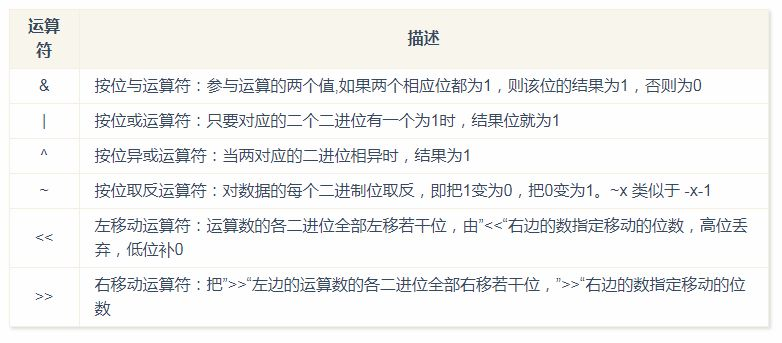 运算
符
描述
&
按位与运算符：参与运算的两个值,如果两个相应位都为1，则该位的结果为1，否则为0
|
按位或运算符：只要对应的二个二进位有一个为1时，结果位就为1
^
按位异或运算符：当两对应的二进位相异时，结果为1
~
按位取反运算符：对数据的每个二进制位取反，即把1变为0，把0变为1。~x 类似于 -x-1
<<
左移动运算符：运算数的各二进位全部左移若干位，由”<<“右边的数指定移动的位数，高位丢
弃，低位补0
>>
右移动运算符：把”>>“左边的运算数的各二进位全部右移若干位，”>>“右边的数指定移动的位
数